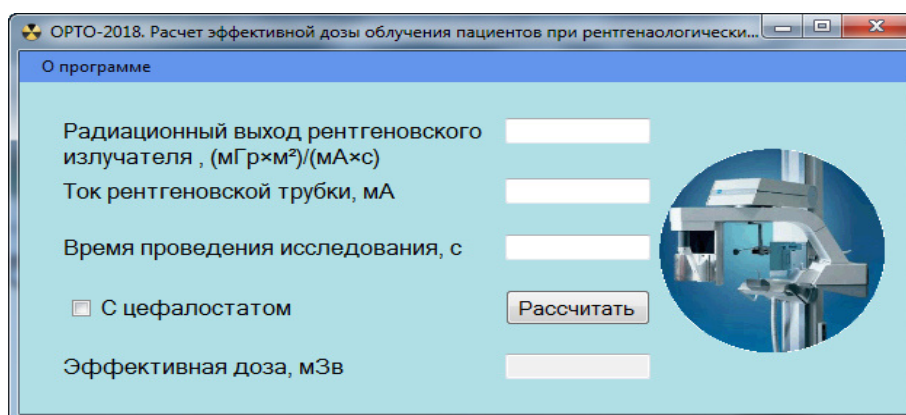 ОРТО-2018. Расчет эффективной дозы облучения пациентов при рентгенаологически...
О программе
Радиационный выход рентгеновского
излучателя , (мГр×м²)/(мА×с)
Ток рентгеновской трубки, мА
Время проведения исследования, с
С цефалостатом
Рассчитать
Эффективная доза, мЗв